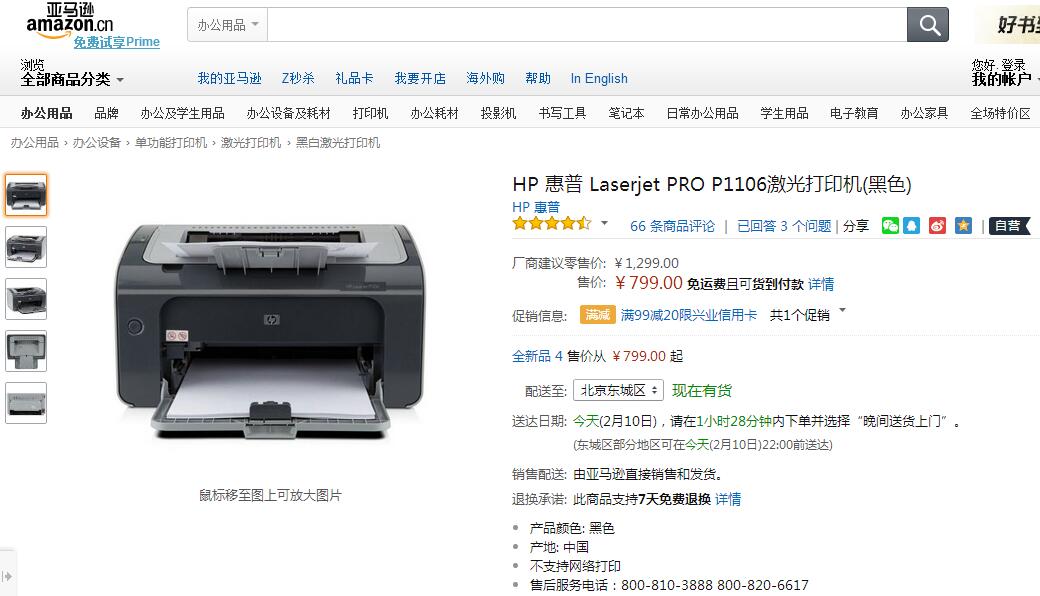 亚马逊
amazon.cn
免费试享Prime
办公用品
浏览
全部商品分类
我的亚马逊 Z秒杀 礼品卡 我要开店 海外购 帮助 In English
您好, 登录
我的帐户
办公用品 品牌 办公及学生用品 办公设备及耗材 打印机 办公耗材 投影机 书写工具 笔记本 日常办公用品 学生用品 电子教育 办公家具 全场特价区
办公用品 › 办公设备 › 单功能打印机 › 激光打印机 › 黑白激光打印机
HP 惠普 Laserjet PRO P1106激光打印机(黑色)
HP 惠普
66 条商品评论 | 已回答 3 个问题 | 分享 | 自营
厂商建议零售价: ￥1,299.00
售价: ￥799.00 免运费且可货到付款 详情
促销信息: 满减 满99减20限兴业信用卡 共1个促销
全新品 4 售价从 ￥799.00 起
配送至: 北京东城区 现在有货
送达日期: 今天(2月10日)，请在1小时28分钟内下单并选择“晚间送货上门”。
(东城区部分地区可在今天(2月10日)22:00前送达)
销售配送: 由亚马逊直接销售和发货。
退换承诺: 此商品支持7天免费退换 详情
鼠标移至图上可放大图片
产品颜色: 黑色
产地: 中国
不支持网络打印
售后服务电话：800-810-3888 800-820-6617
hp